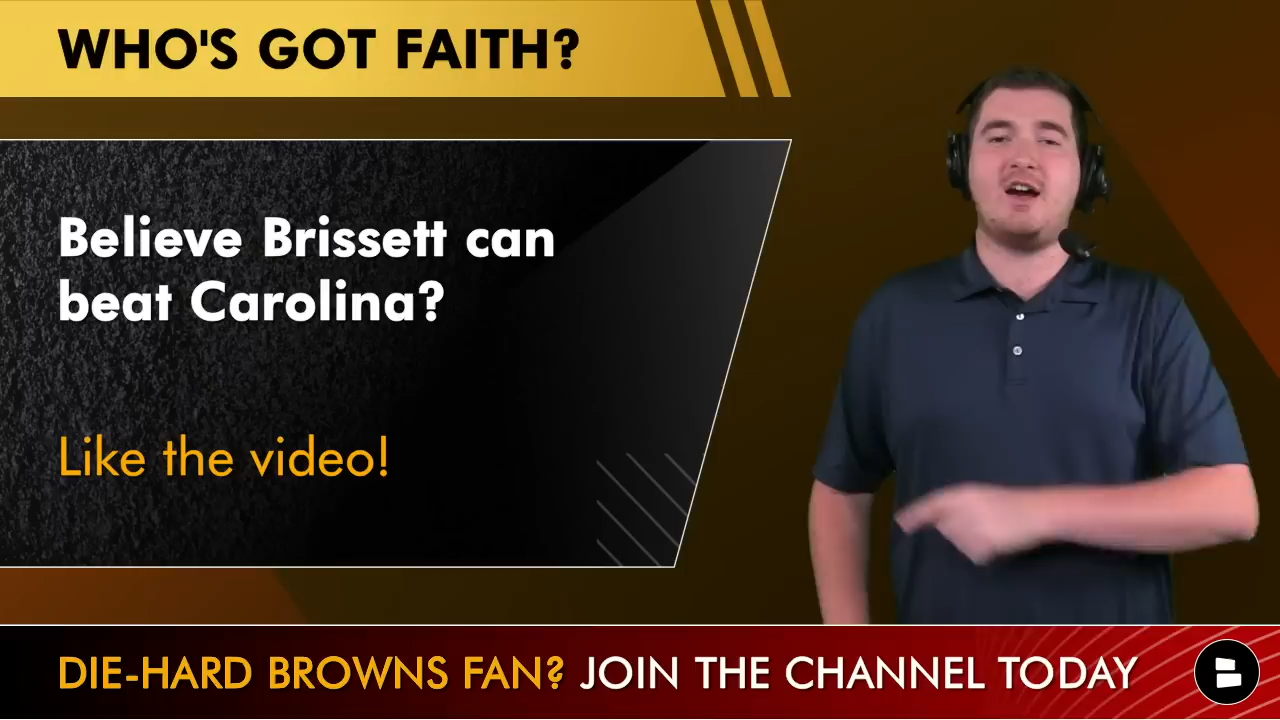 WHO'S GOT FAITH?
Believe Brissett can
beat Carolina?
Like the video!
DIE-HARD BROWNS FAN? JOIN THE CHANNEL TODAY